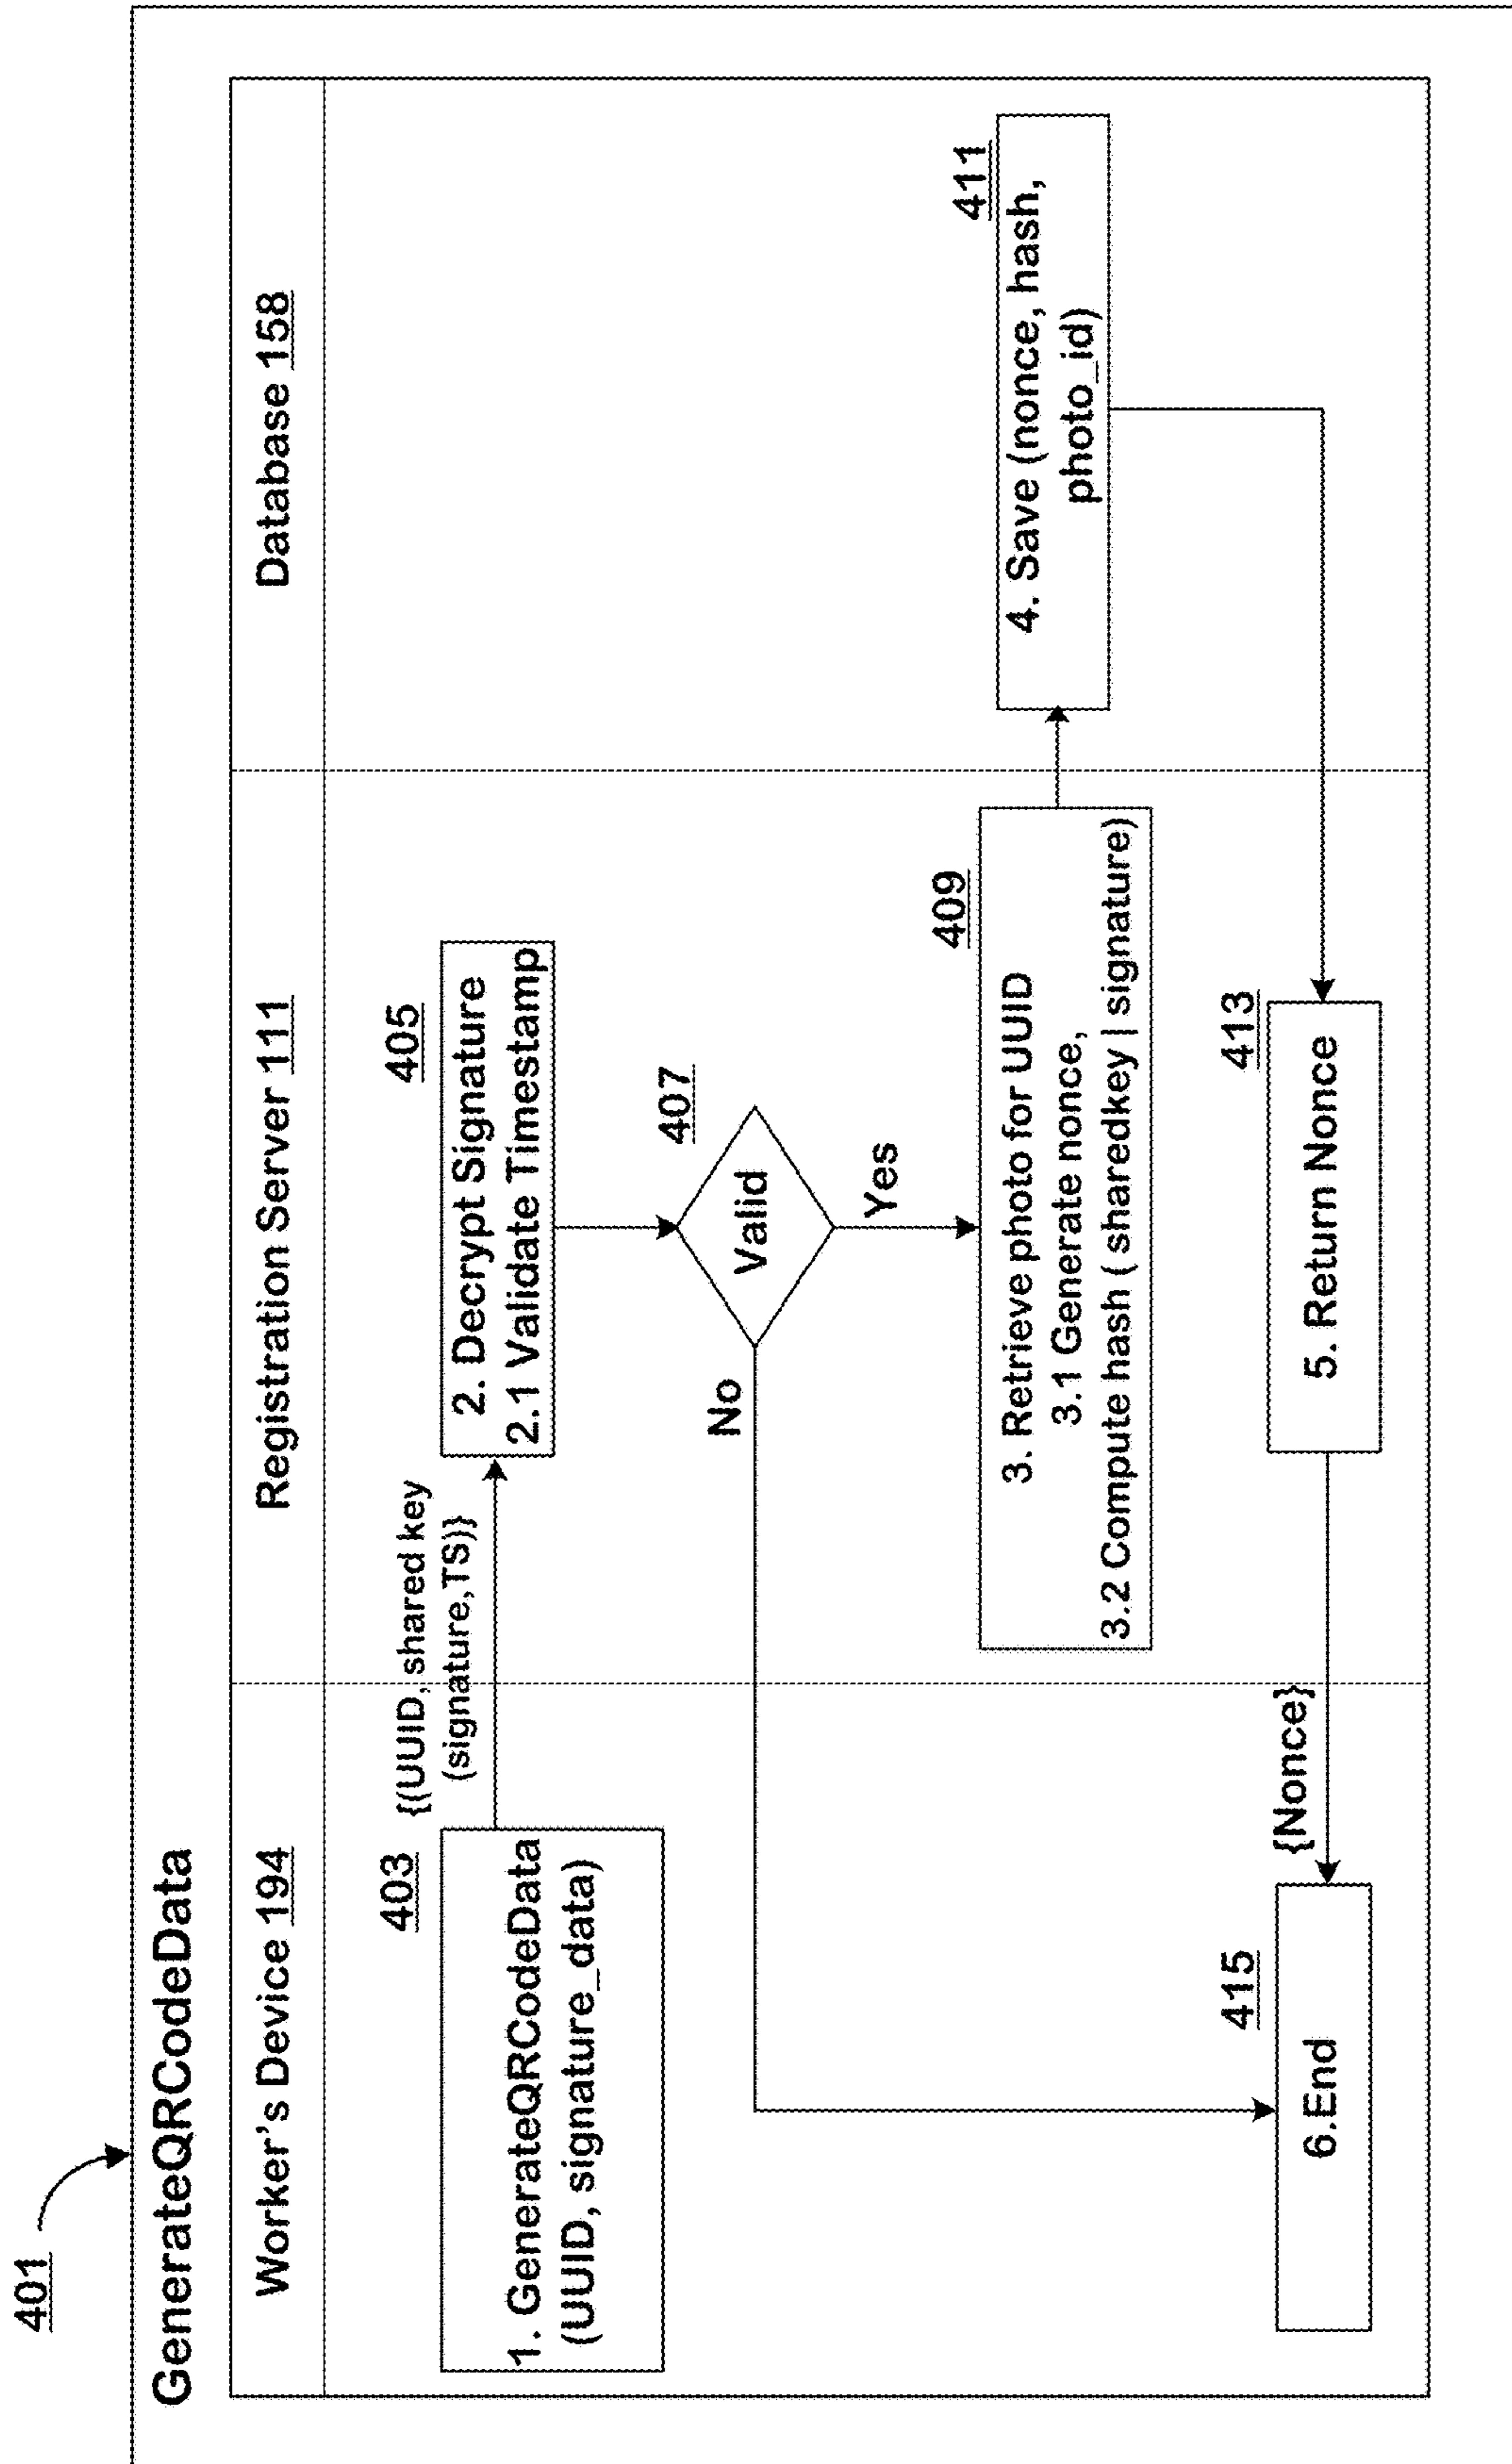 401
GenerateQRCodeData
Worker's Device 194
Registration Server 111
Database 158
403
1. GenerateQRCodeData
(UUID, signature_data)
{(UUID, shared key
(signature,TS)}
405
2. Decrypt Signature
2.1 Validate Timestamp
407
Valid
No
Yes
409
3. Retrieve photo for UUID
3.1 Generate nonce,
3.2 Compute hash ( sharedkey | signature)
411
4. Save (nonce, hash,
photo_id)
413
5. Return Nonce
{Nonce}
415
6.End